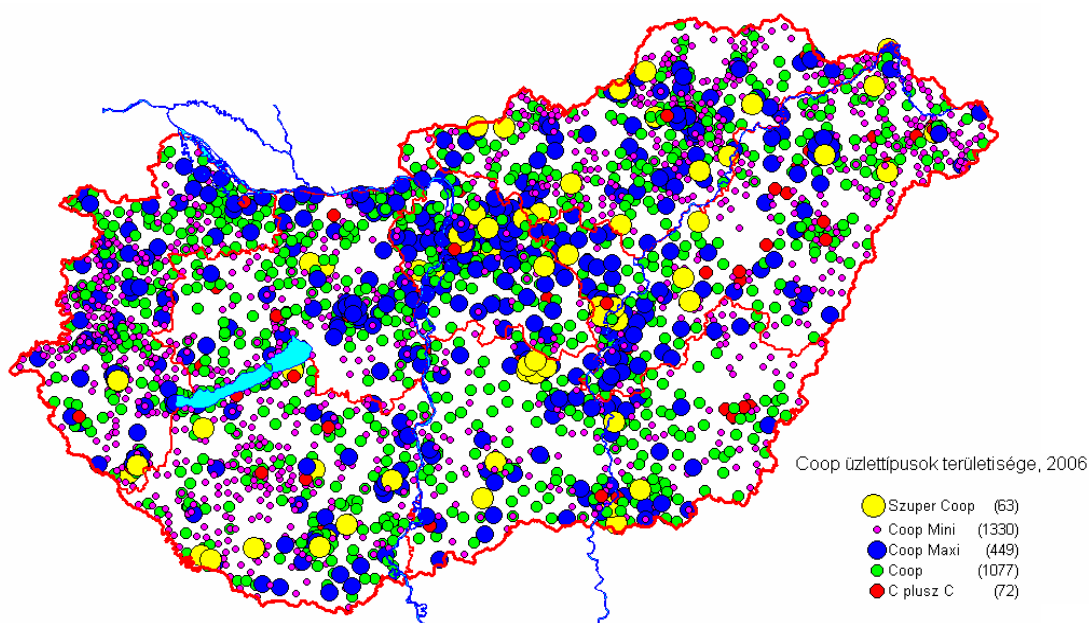 Coop üzlettípusok területisége, 2006
Szuper Coop (63)
Coop Mini (1330)
Coop Maxi (449)
Coop (1077)
C plusz C (72)